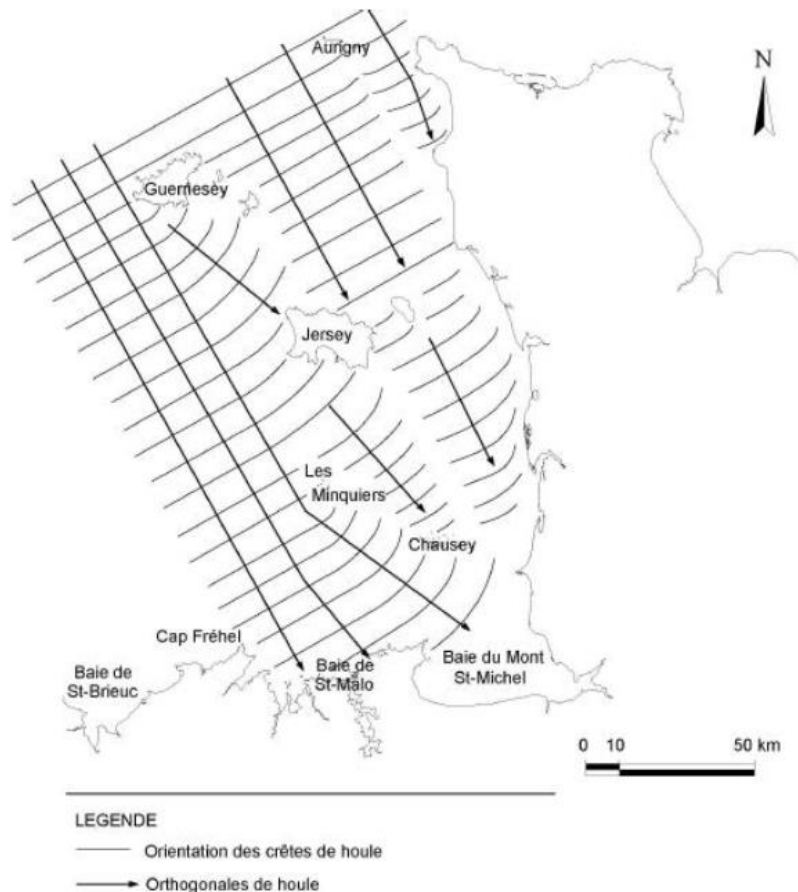 Aurigny
N
Guernesey
Jersey
Les
Minquiers
Chausey
Cap Fréhel
Baie de
St-Brieuc
Baie de
St-Malo
Baie du Mont
St-Michel
0 10 50 km
LEGENDE
Orientation des crêtes de houle
Orthogonales de houle